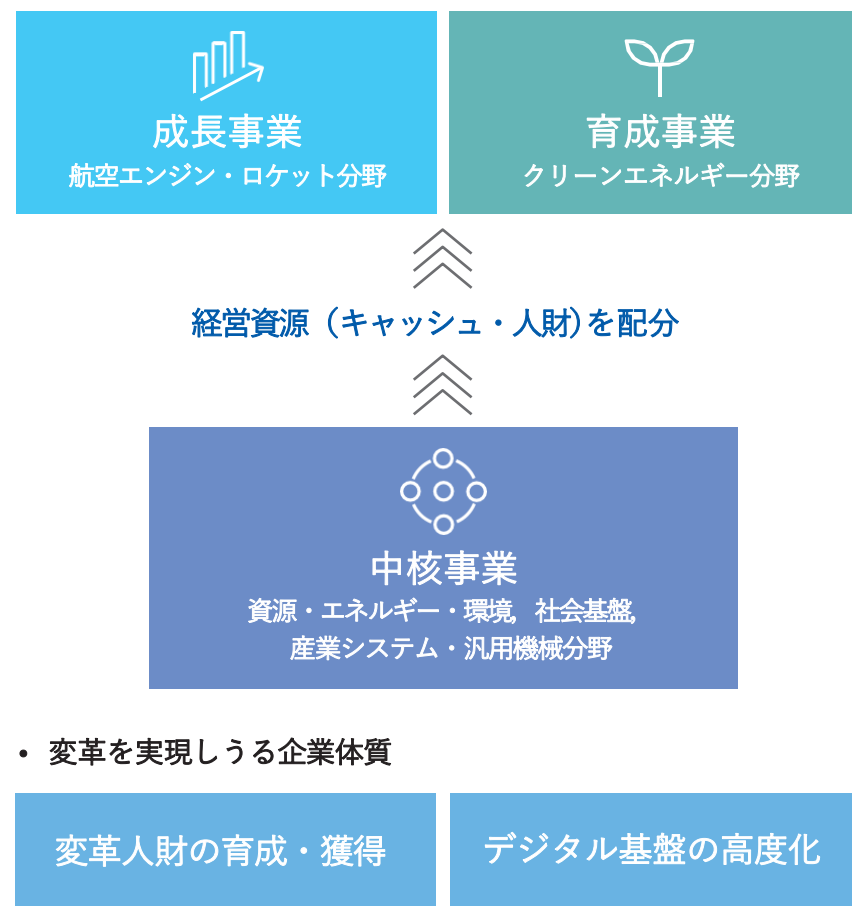 成長事業
航空エンジン・ロケット分野
育成事業
クリーンエネルギー分野
経営資源（キャッシュ・人財）を配分
中核事業
資源・エネルギー・環境，社会基盤，
産業システム・汎用機械分野
• 変革を実現しうる企業体質
変革人財の育成・獲得
デジタル基盤の高度化